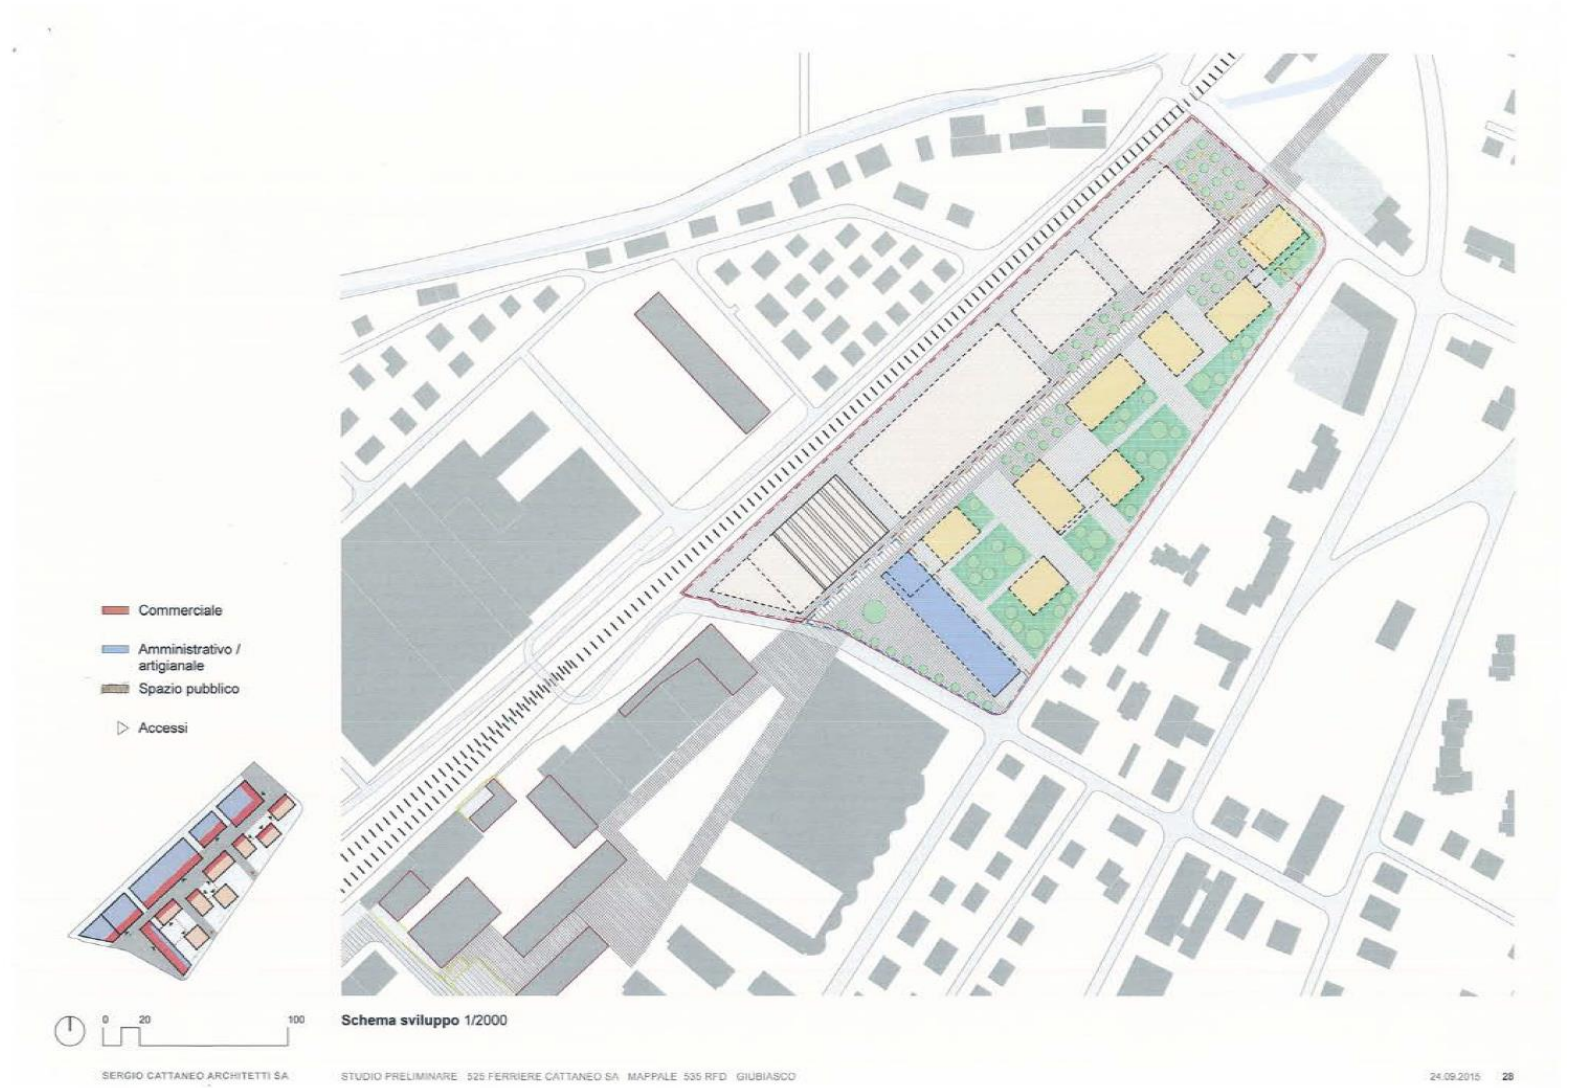 Commerciale
Amministrativo /
artigianale
Spazio pubblico
Accessi
0 20 100
Schema sviluppo 1/2000
SERGIO CATTANEO ARCHITETTI SA
STUDIO PRELIMINARE 525 FERRIERE CATTANEO SA MAPPALE 535 RFD GIUBIASCO
24.09.2015 28